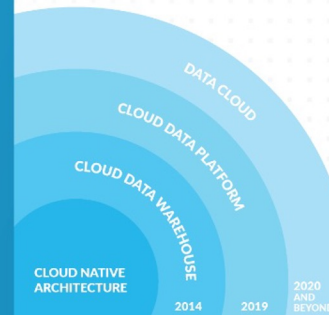 DATA CLOUD
CLOUD DATA PLATFORM
CLOUD DATA WAREHOUSE
CLOUD NATIVE
ARCHITECTURE
2014
2019
2020
AND
BEYOND